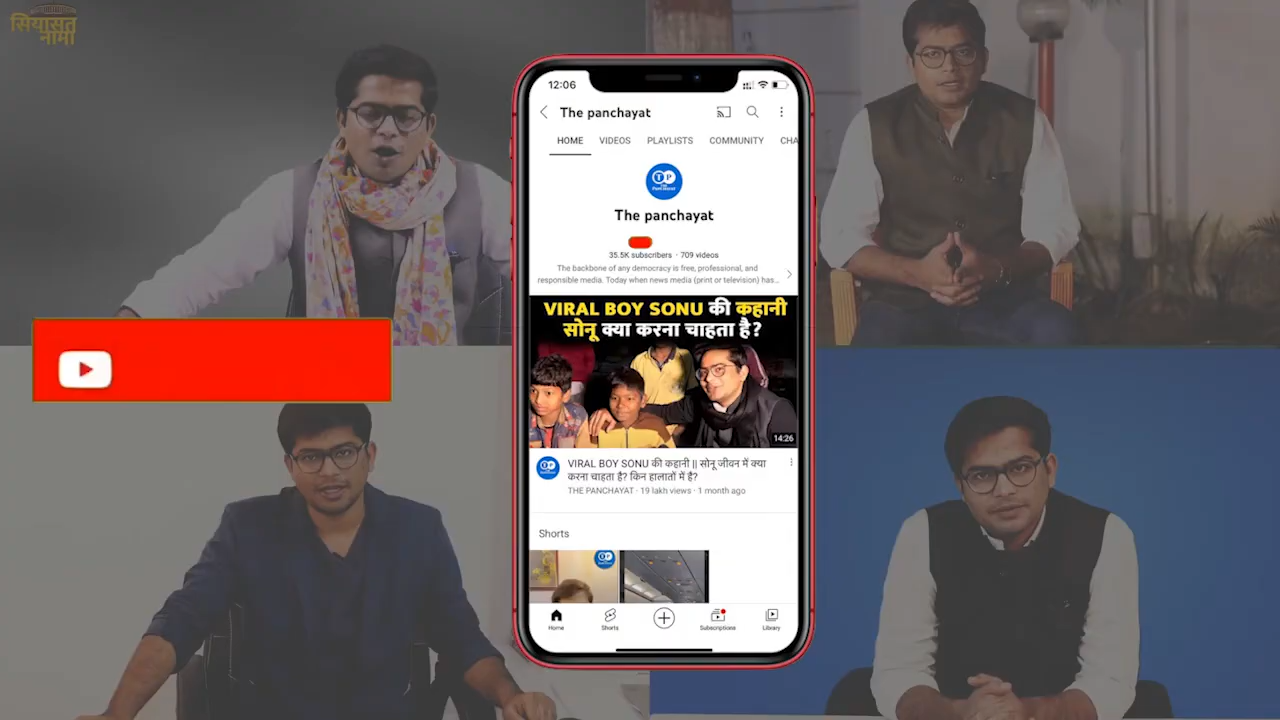 सियासत
नामा
12:06
The panchayat
HOME VIDEOS PLAYLISTS COMMUNITY CHA
TP
The panchayat
35.5K subscribers · 709 videos
The backbone of any democracy is free, professional, and
responsible media. Today when news media (print or television) has...
VIRAL BOY SONU की कहानी
सोनू क्या करना चाहता है?
14:26
VIRAL BOY SONU की कहानी || सोनू जीवन में क्या
करना चाहता है? किन हालातों में है?
THE PANCHAYAT · 19 lakh views · 1 month ago
Shorts
TP
Home Shorts Subscriptions Library